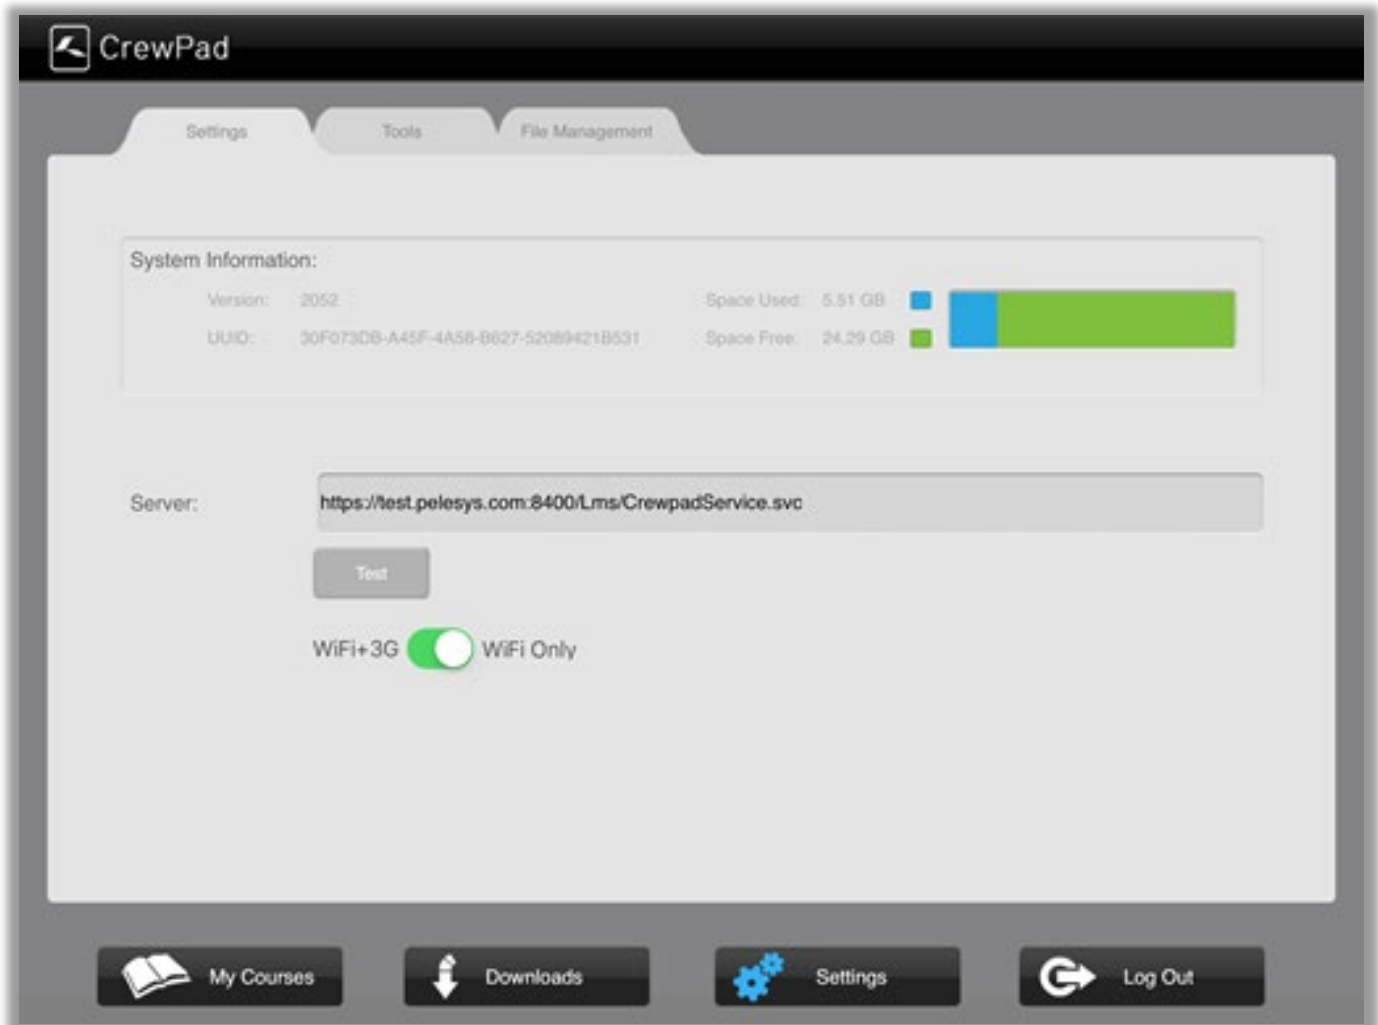 CrewPad
Settings
Tools
File Management
System Information:
Version: 2052
Space Used: 5.51 GB
UUID: 30F073DB-A45F-4A58-B627-52089421B531
Space Free: 24.29 GB
Server: https://test.pelesys.com:8400/Lms/CrewpadService.svc
Test
WiFi+3G WiFi Only
My Courses
Downloads
Settings
Log Out